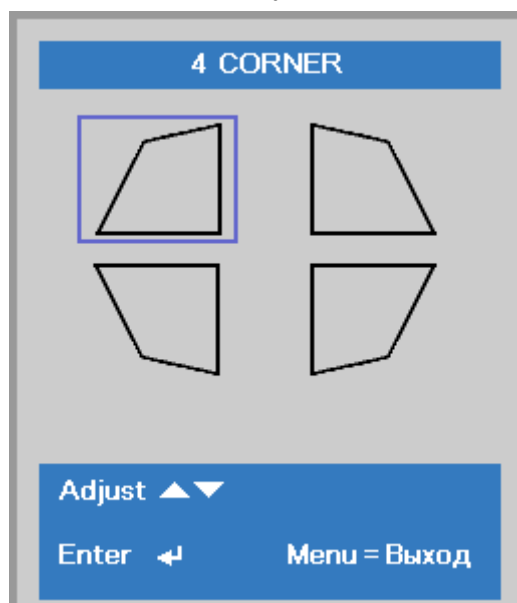 4 CORNER
Adjust ▲▼
Enter ↵ Menu = Выход